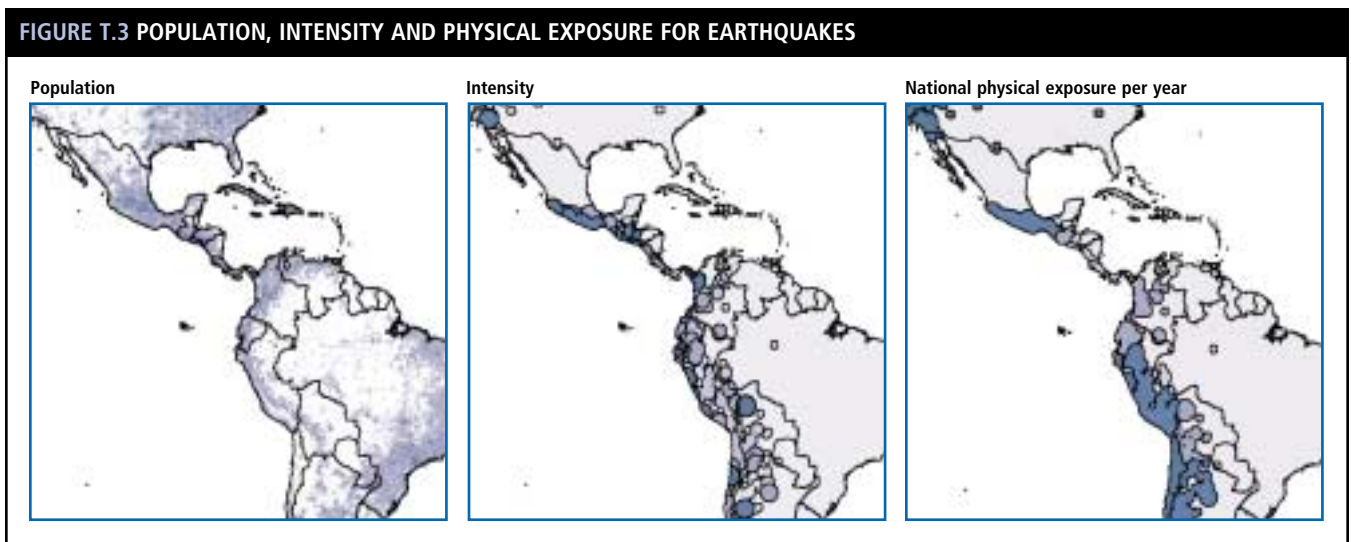 FIGURE T.3 POPULATION, INTENSITY AND PHYSICAL EXPOSURE FOR EARTHQUAKES
Population
Intensity
National physical exposure per year